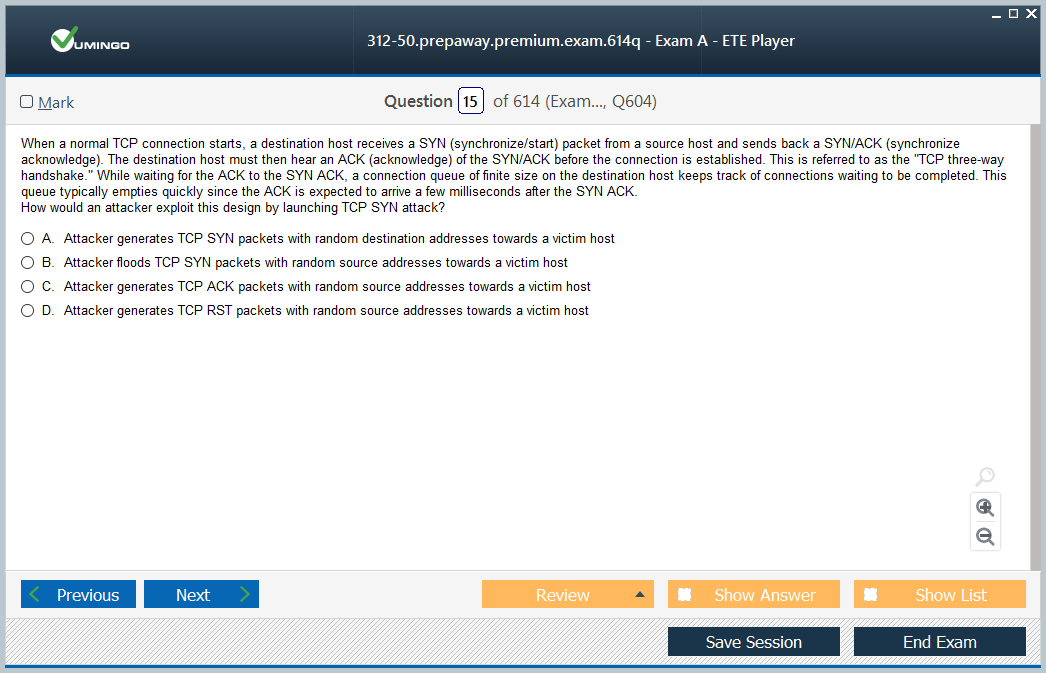 VUMINGO
312-50.prepaway.premium.exam.614q - Exam A - ETE Player
Mark
Question 15 of 614 (Exam..., Q604)
When a normal TCP connection starts, a destination host receives a SYN (synchronize/start) packet from a source host and sends back a SYN/ACK (synchronize
acknowledge). The destination host must then hear an ACK (acknowledge) of the SYN/ACK before the connection is established. This is referred to as the "TCP three-way
handshake." While waiting for the ACK to the SYN ACK, a connection queue of finite size on the destination host keeps track of connections waiting to be completed. This
queue typically empties quickly since the ACK is expected to arrive a few milliseconds after the SYN ACK.
How would an attacker exploit this design by launching TCP SYN attack?
A. Attacker generates TCP SYN packets with random destination addresses towards a victim host
B. Attacker floods TCP SYN packets with random source addresses towards a victim host
C. Attacker generates TCP ACK packets with random source addresses towards a victim host
D. Attacker generates TCP RST packets with random source addresses towards a victim host
Previous
Next
Review
Show Answer
Show List
Save Session
End Exam